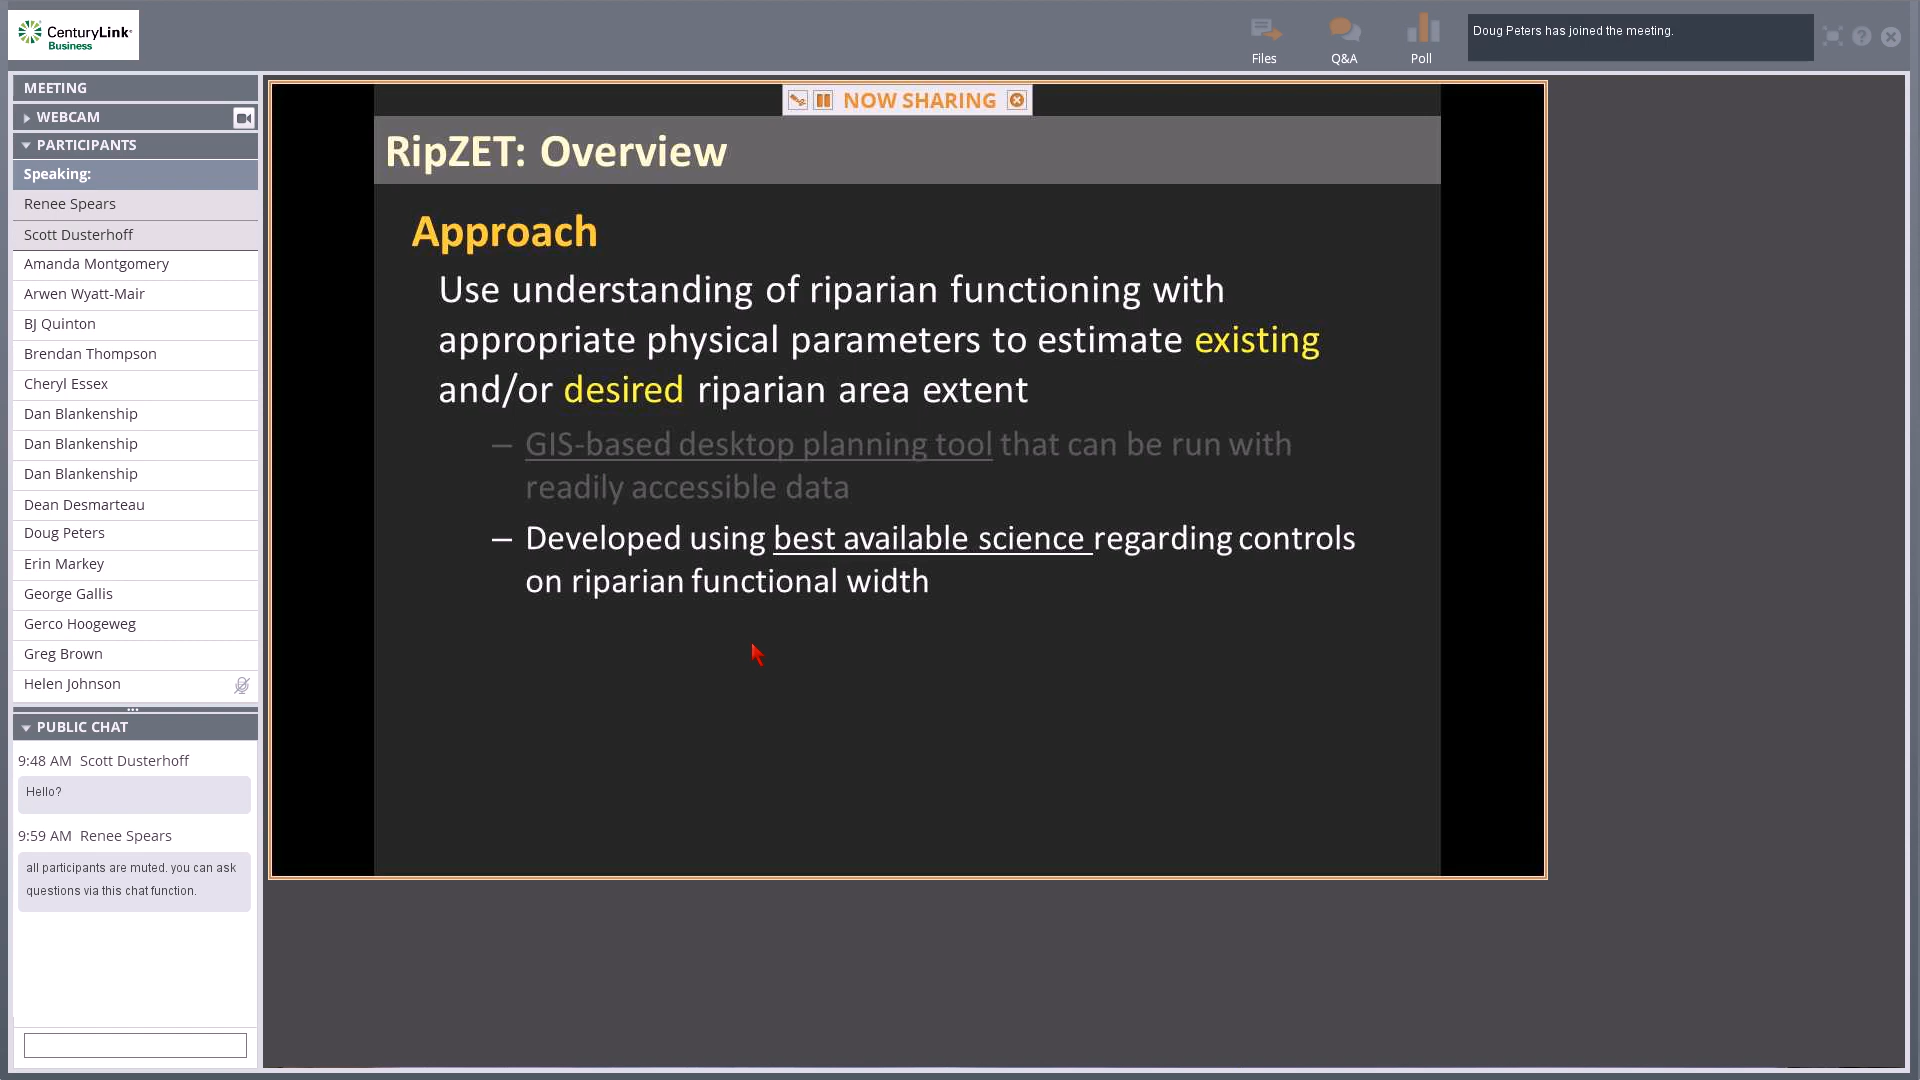 CenturyLink
Business
Files
Q&A
Poll
Doug Peters has joined the meeting.
MEETING
WEBCAM
PARTICIPANTS
Speaking:
Renee Spears
Scott Dusterhoff
Amanda Montgomery
Arwen Wyatt-Mair
BJ Quinton
Brendan Thompson
Cheryl Essex
Dan Blankenship
Dan Blankenship
Dan Blankenship
Dean Desmarteau
Doug Peters
Erin Markey
George Gallis
Gerco Hoogeweg
Greg Brown
Helen Johnson
PUBLIC CHAT
9:48 AM Scott Dusterhoff
Hello?
9:59 AM Renee Spears
all participants are muted. you can ask
questions via this chat function.
NOW SHARING
RipZET: Overview
Approach
Use understanding of riparian functioning with
appropriate physical parameters to estimate existing
and/or desired riparian area extent
– GIS-based desktop planning tool that can be run with
readily accessible data
– Developed using best available science regarding controls
on riparian functional width